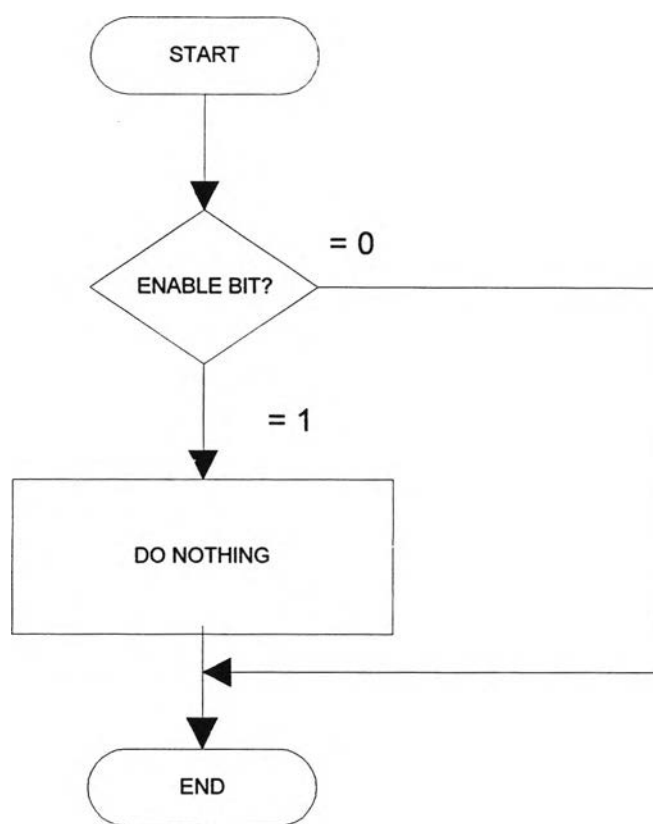 START
= 0
ENABLE BIT?
= 1
DO NOTHING
END